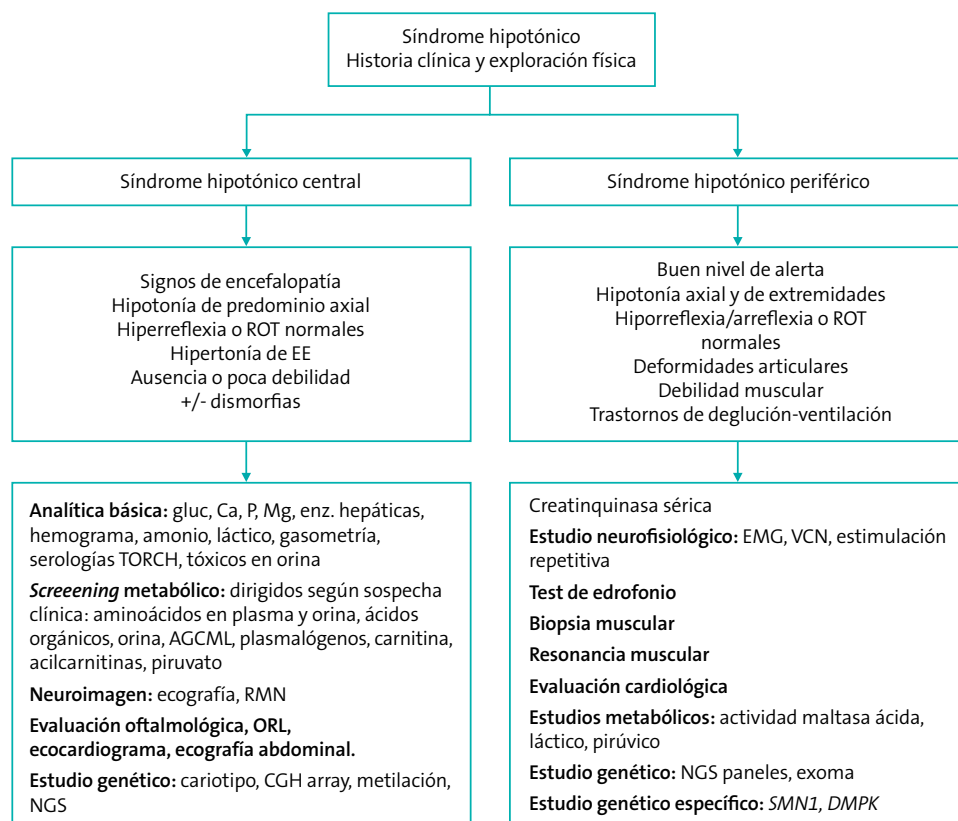 Síndrome hipotónico
Historia clínica y exploración física
Síndrome hipotónico central
Síndrome hipotónico periférico
Signos de encefalopatía
Hipotonía de predominio axial
Hiperreflexia o ROT normales
Hipertonía de EE
Ausencia o poca debilidad
+/- dismorfias
Buen nivel de alerta
Hipotonía axial y de extremidades
Hiporreflexia/arreflexia o ROT
normales
Deformidades articulares
Debilidad muscular
Trastornos de deglución-ventilación
Analítica básica: gluc, Ca, P, Mg, enz. hepáticas,
hemograma, amonio, láctico, gasometría,
serologías TORCH, tóxicos en orina
Screeening metabólico: dirigidos según sospecha
clínica: aminoácidos en plasma y orina, ácidos
orgánicos, orina, AGCML, plasmalógenos, carnitina,
acilcarnitinas, piruvato
Neuroimagen: ecografía, RMN
Evaluación oftalmológica, ORL,
ecocardiograma, ecografía abdominal.
Estudio genético: cariotipo, CGH array, metilación,
NGS
Creatinquinasa sérica
Estudio neurofisiológico: EMG, VCN, estimulación
repetitiva
Test de edrofonio
Biopsia muscular
Resonancia muscular
Evaluación cardiológica
Estudios metabólicos: actividad maltasa ácida,
láctico, pirúvico
Estudio genético: NGS paneles, exoma
Estudio genético específico: SMN1, DMPK